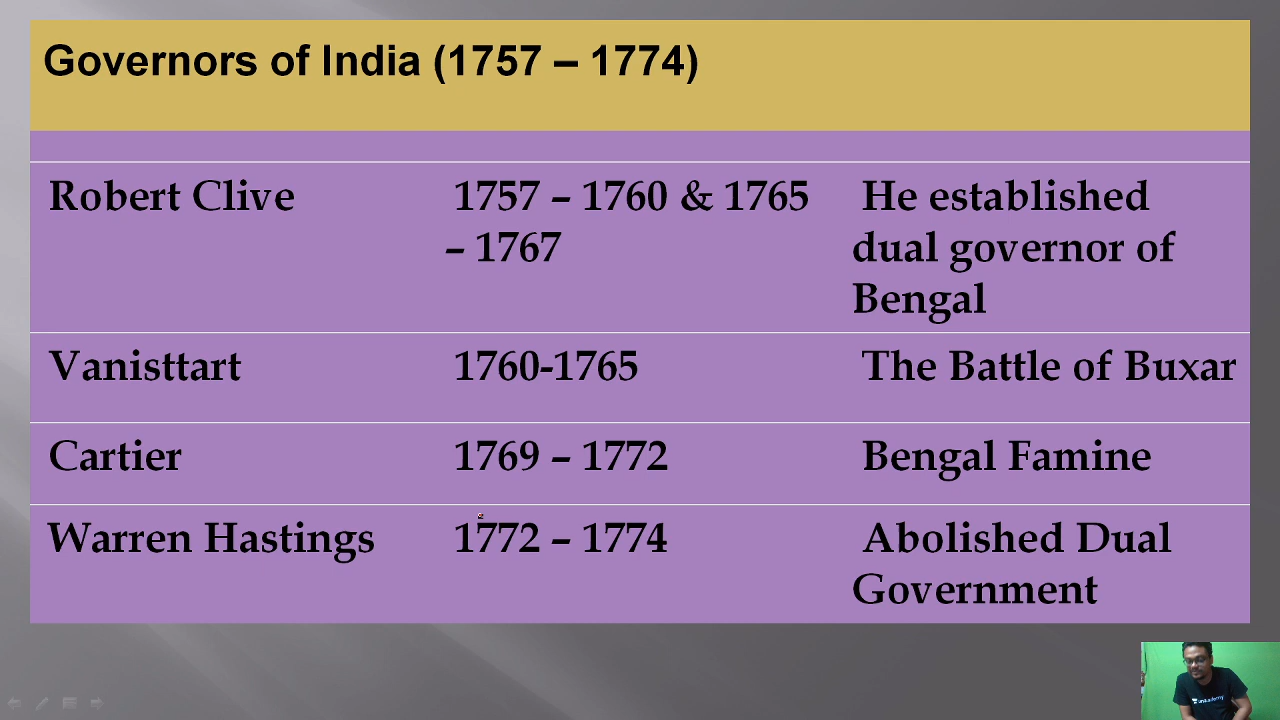 Governors of India (1757 – 1774)
Robert Clive 1757 – 1760 & 1765 He established
– 1767 dual governor of
Bengal
Vanisttart 1760-1765 The Battle of Buxar
Cartier 1769 – 1772 Bengal Famine
Warren Hastings 1772 – 1774 Abolished Dual
Government
unacademy